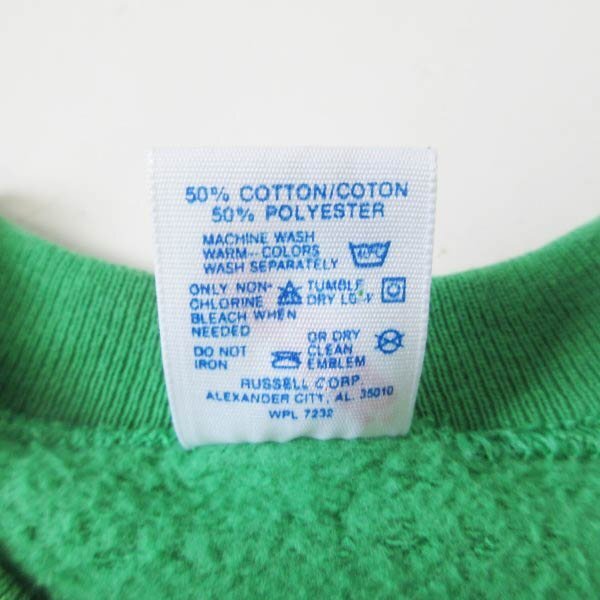 50% COTTON/COTON
50% POLYESTER
MACHINE WASH
WARM-COLORS
WASH SEPARATELY
40°C
ONLY NON-
CHLORINE
BLEACH WHEN
NEEDED
TUMBLE
DRY LOW
DO NOT
IRON
OR DRY
CLEAN
EMBLEM
RUSSELL CORP.
ALEXANDER CITY, AL. 35010
WPL 7232